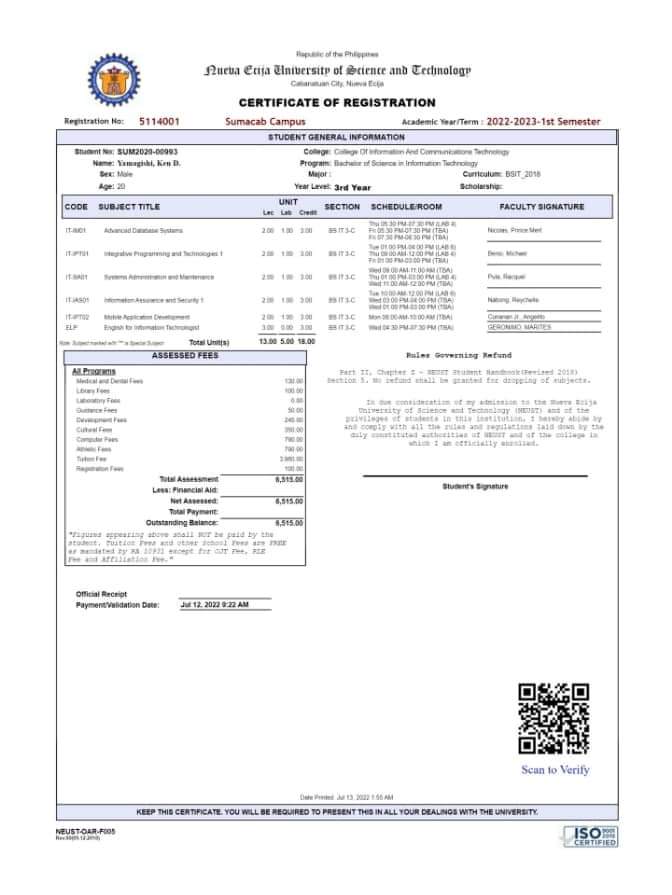 Republic of the Philippines
Nueva Ecija University of Science and Technology
Cabanatuan City, Nueva Ecija
CERTIFICATE OF REGISTRATION
Registration No: 5114001 Sumacab Campus Academic Year/Term : 2022-2023-1st Semester
STUDENT GENERAL INFORMATION
Student No: SUM2020-00993 College: College Of Information And Communications Technology
Name: Yamagishi, Ken D. Program: Bachelor of Science in Information Technology
Sex: Male Major : Curriculum: BSIT_2018
Age: 20 Year Level: 3rd Year Scholarship:
CODE SUBJECT TITLE UNIT SECTION SCHEDULE/ROOM FACULTY SIGNATURE
Lec Lab Credit
Thu 05:30 PM-07:30 PM (LAB 4)
IT-IM01 Advanced Database Systems 2.00 1.00 3.00 BS IT 3-C Fri 05:30 PM-07:30 PM (TBA) Nicolas, Prince Mert
Fri 07:30 PM-08:30 PM (TBA)
Tue 01:00 PM-04:00 PM (LAB 6)
IT-IPT01 Integrative Programming and Technologies 1 2.00 1.00 3.00 BS IT 3-C Thu 09:00 AM-12:00 PM (LAB 4) Benio, Michael
Fri 01:00 PM-03:00 PM (TBA)
Wed 09:00 AM-11:00 AM (TBA)
IT-SA01 Systems Administration and Maintenance 2.00 1.00 3.00 BS IT 3-C Thu 01:00 PM-03:00 PM (LAB 4) Pula, Racquel
Wed 11:00 AM-12:00 PM (TBA)
Tue 10:00 AM-12:00 PM (LAB 6)
IT-IAS01 Information Assurance and Security 1 2.00 1.00 3.00 BS IT 3-C Wed 03:00 PM-04:00 PM (TBA) Natong, Reychelle
Wed 01:00 PM-03:00 PM (TBA)
IT-IPT02 Mobile Application Development 2.00 1.00 3.00 BS IT 3-C Mon 08:00 AM-10:00 AM (TBA) Cunanan Jr., Angelito
ELP English for Information Technologist 3.00 0.00 3.00 BS IT 3-C Wed 04:30 PM-07:30 PM (TBA) GERONIMO, MARITES
Note: Subject marked with "*" is Special Subject Total Unit(s) 13.00 5.00 18.00
ASSESSED FEES
All Programs
Medical and Dental Fees 130.00
Library Fees 100.00
Laboratory Fees 0.00
Guidance Fees 50.00
Development Fees 245.00
Cultural Fees 350.00
Computer Fees 790.00
Athletic Fees 790.00
Tuition Fee 3,960.00
Registration Fees 100.00
Total Assessment 6,515.00
Less: Financial Aid:
Net Assessed: 6,515.00
Total Payment:
Outstanding Balance: 6,515.00
"Figures appearing above shall NOT be paid by the
student. Tuition Fees and other School Fees are FREE
as mandated by RA 10931 except for OJT Fee, RLE
Fee and Affiliation Fee."
Rules Governing Refund
Part II, Chapter 2 - NEUST Student Handbook(Revised 2018)
Section 5. No refund shall be granted for dropping of subjects.
In due consideration of my admission to the Nueva Ecija
University of Science and Technology (NEUST) and of the
privileges of students in this institution, I hereby abide by
and comply with all the rules and regulations laid down by the
duly constituted authorities of NEUST and of the college in
which I am officially enrolled.
Student's Signature
Official Receipt
Payment/Validation Date: Jul 12, 2022 9:22 AM
Scan to Verify
Date Printed: Jul 13, 2022 1:55 AM
KEEP THIS CERTIFICATE. YOU WILL BE REQUIRED TO PRESENT THIS IN ALL YOUR DEALINGS WITH THE UNIVERSITY.
NEUST-OAR-F005
ISO 9001 2015
CERTIFIED